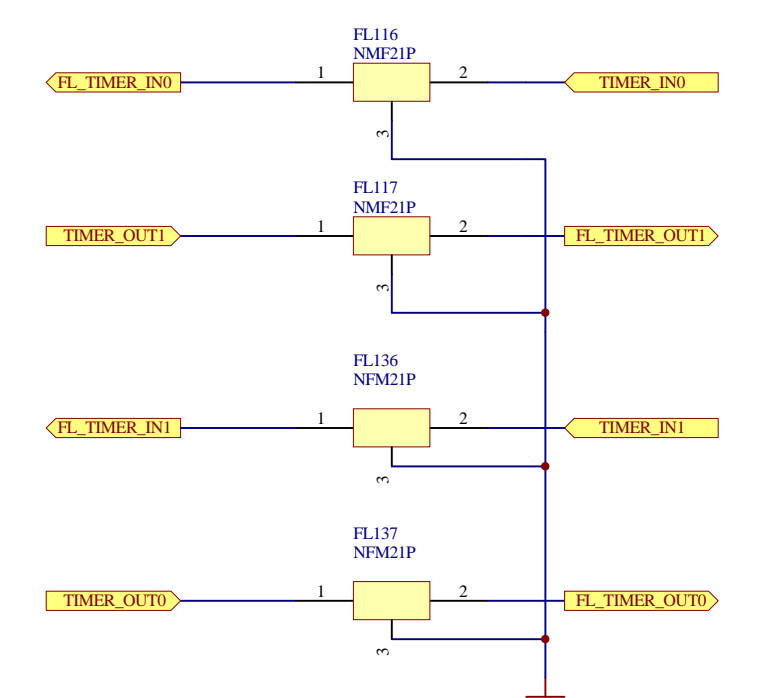 FL116
NMF21P
FL_TIMER_IN0 1 2 TIMER_IN0
3
FL117
NMF21P
TIMER_OUT1 1 2 FL_TIMER_OUT1
3
FL136
NFM21P
FL_TIMER_IN1 1 2 TIMER_IN1
3
FL137
NFM21P
TIMER_OUT0 1 2 FL_TIMER_OUT0
3